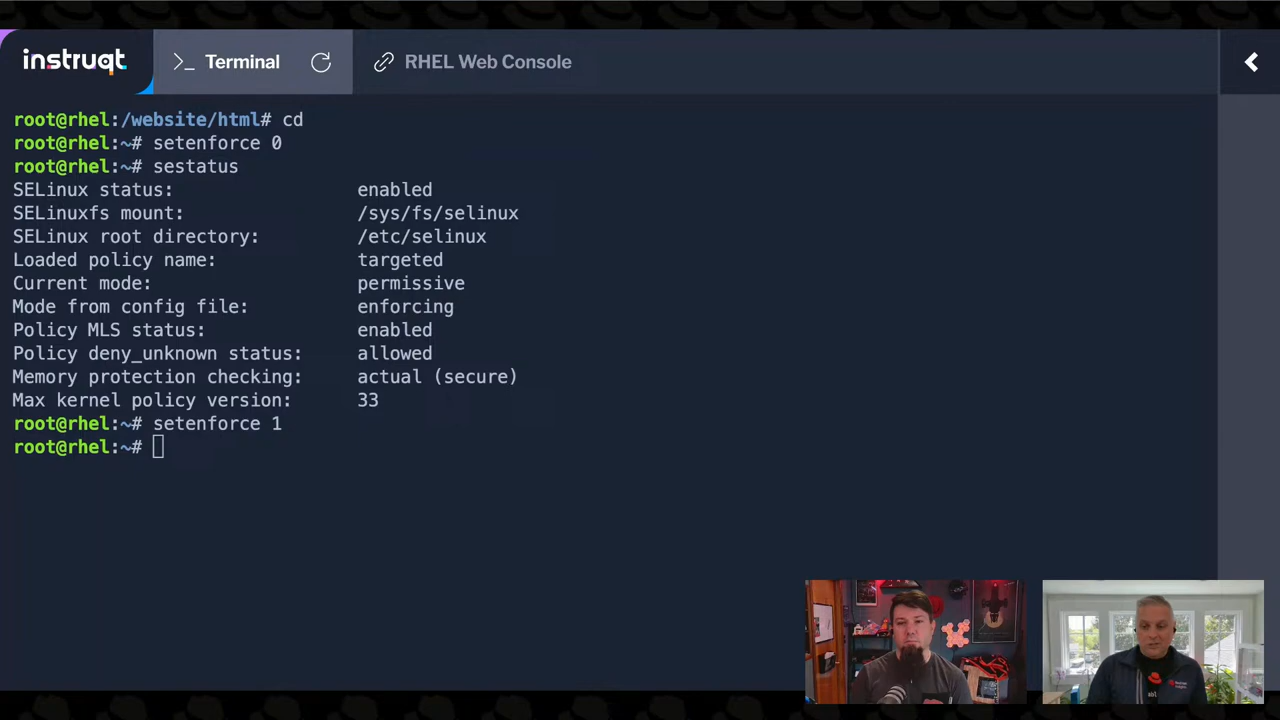 instruqt
>_ Terminal
RHEL Web Console
root@rhel:/website/html# cd
root@rhel:~# setenforce 0
root@rhel:~# sestatus
SELinux status: enabled
SELinuxfs mount: /sys/fs/selinux
SELinux root directory: /etc/selinux
Loaded policy name: targeted
Current mode: permissive
Mode from config file: enforcing
Policy MLS status: enabled
Policy deny_unknown status: allowed
Memory protection checking: actual (secure)
Max kernel policy version: 33
root@rhel:~# setenforce 1
root@rhel:~#